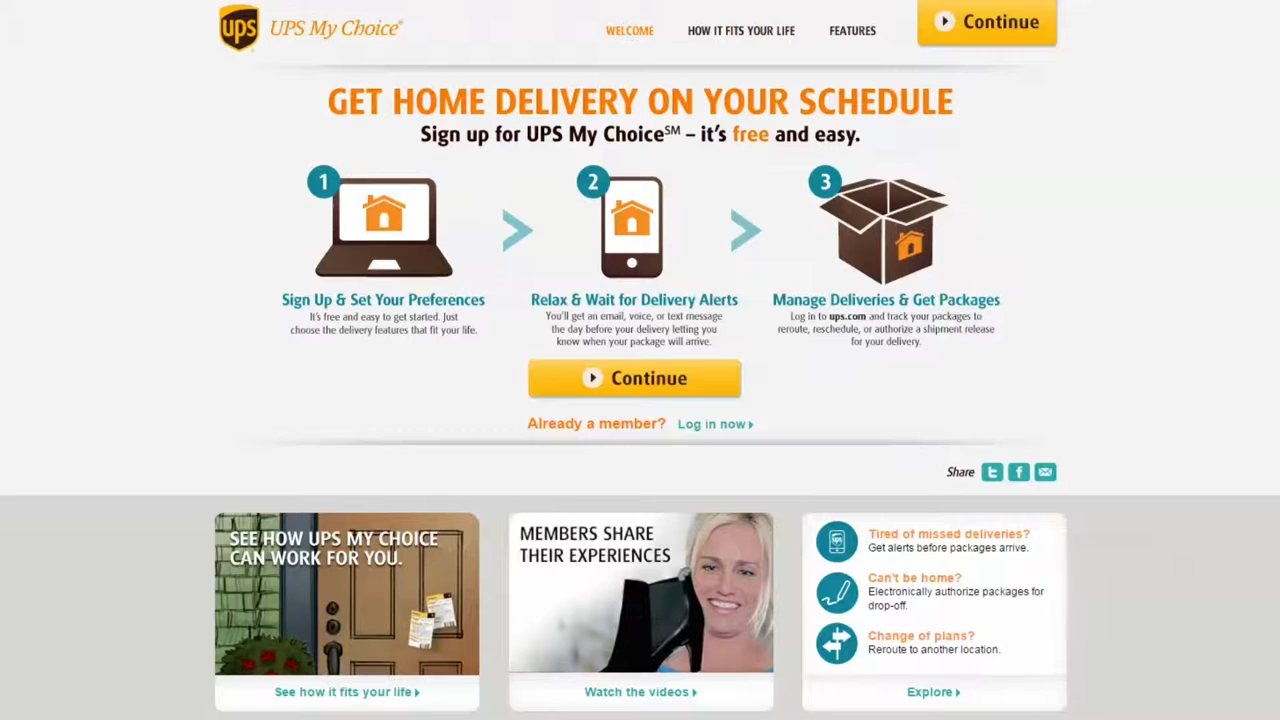 ups UPS My Choice®
WELCOME HOW IT FITS YOUR LIFE FEATURES Continue
GET HOME DELIVERY ON YOUR SCHEDULE
Sign up for UPS My Choice℠ – it's free and easy.
1
2
3
Sign Up & Set Your Preferences
It's free and easy to get started. Just
choose the delivery features that fit your life.
Relax & Wait for Delivery Alerts
You'll get an email, voice, or text message
the day before your delivery letting you
know when your package will arrive.
Manage Deliveries & Get Packages
Log in to ups.com and track your packages to
reroute, reschedule, or authorize a shipment release
for your delivery.
Continue
Already a member? Log in now
Share
SEE HOW UPS MY CHOICE
CAN WORK FOR YOU.
See how it fits your life
MEMBERS SHARE
THEIR EXPERIENCES
Watch the videos
Tired of missed deliveries?
Get alerts before packages arrive.
Can't be home?
Electronically authorize packages for
drop-off.
Change of plans?
Reroute to another location.
Explore